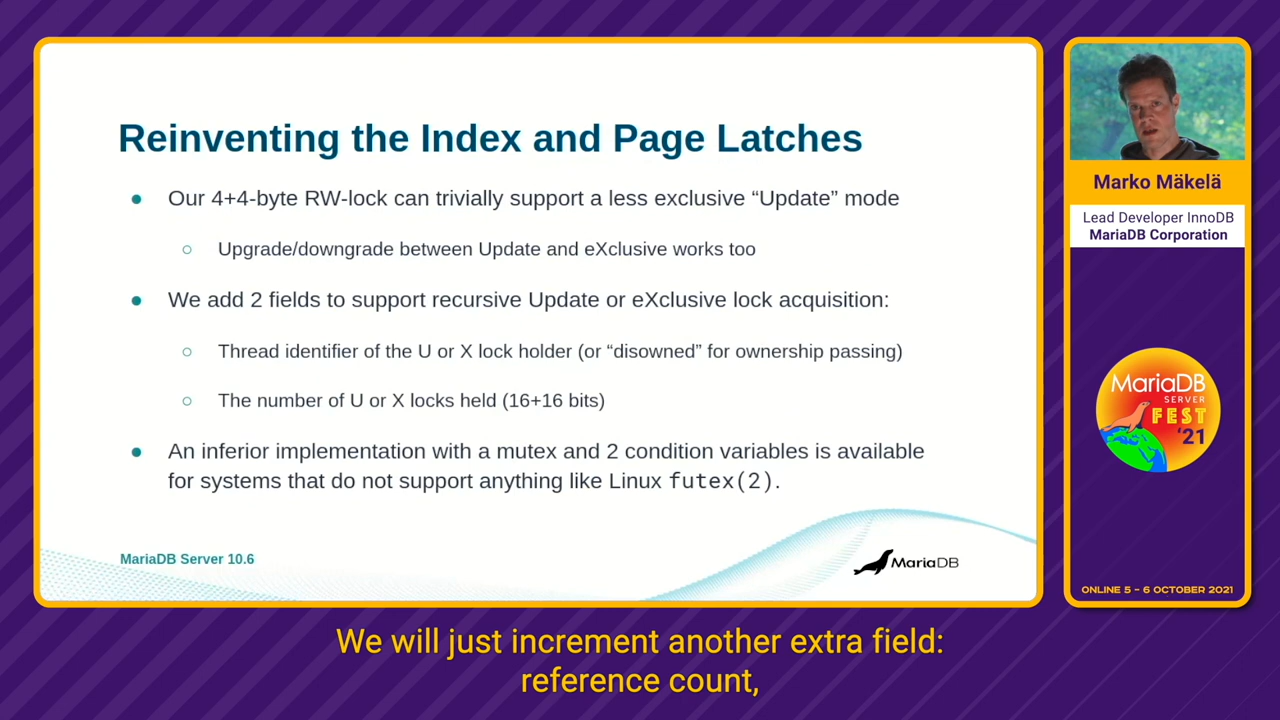 Reinventing the Index and Page Latches
● Our 4+4-byte RW-lock can trivially support a less exclusive “Update” mode
○ Upgrade/downgrade between Update and eXclusive works too
● We add 2 fields to support recursive Update or eXclusive lock acquisition:
○ Thread identifier of the U or X lock holder (or “disowned” for ownership passing)
○ The number of U or X locks held (16+16 bits)
● An inferior implementation with a mutex and 2 condition variables is available
for systems that do not support anything like Linux futex(2).
MariaDB Server 10.6
MariaDB
Marko Mäkelä
Lead Developer InnoDB
MariaDB Corporation
MariaDB
SERVER
FEST
‘21
ONLINE 5 – 6 OCTOBER 2021
We will just increment another extra field:
reference count,